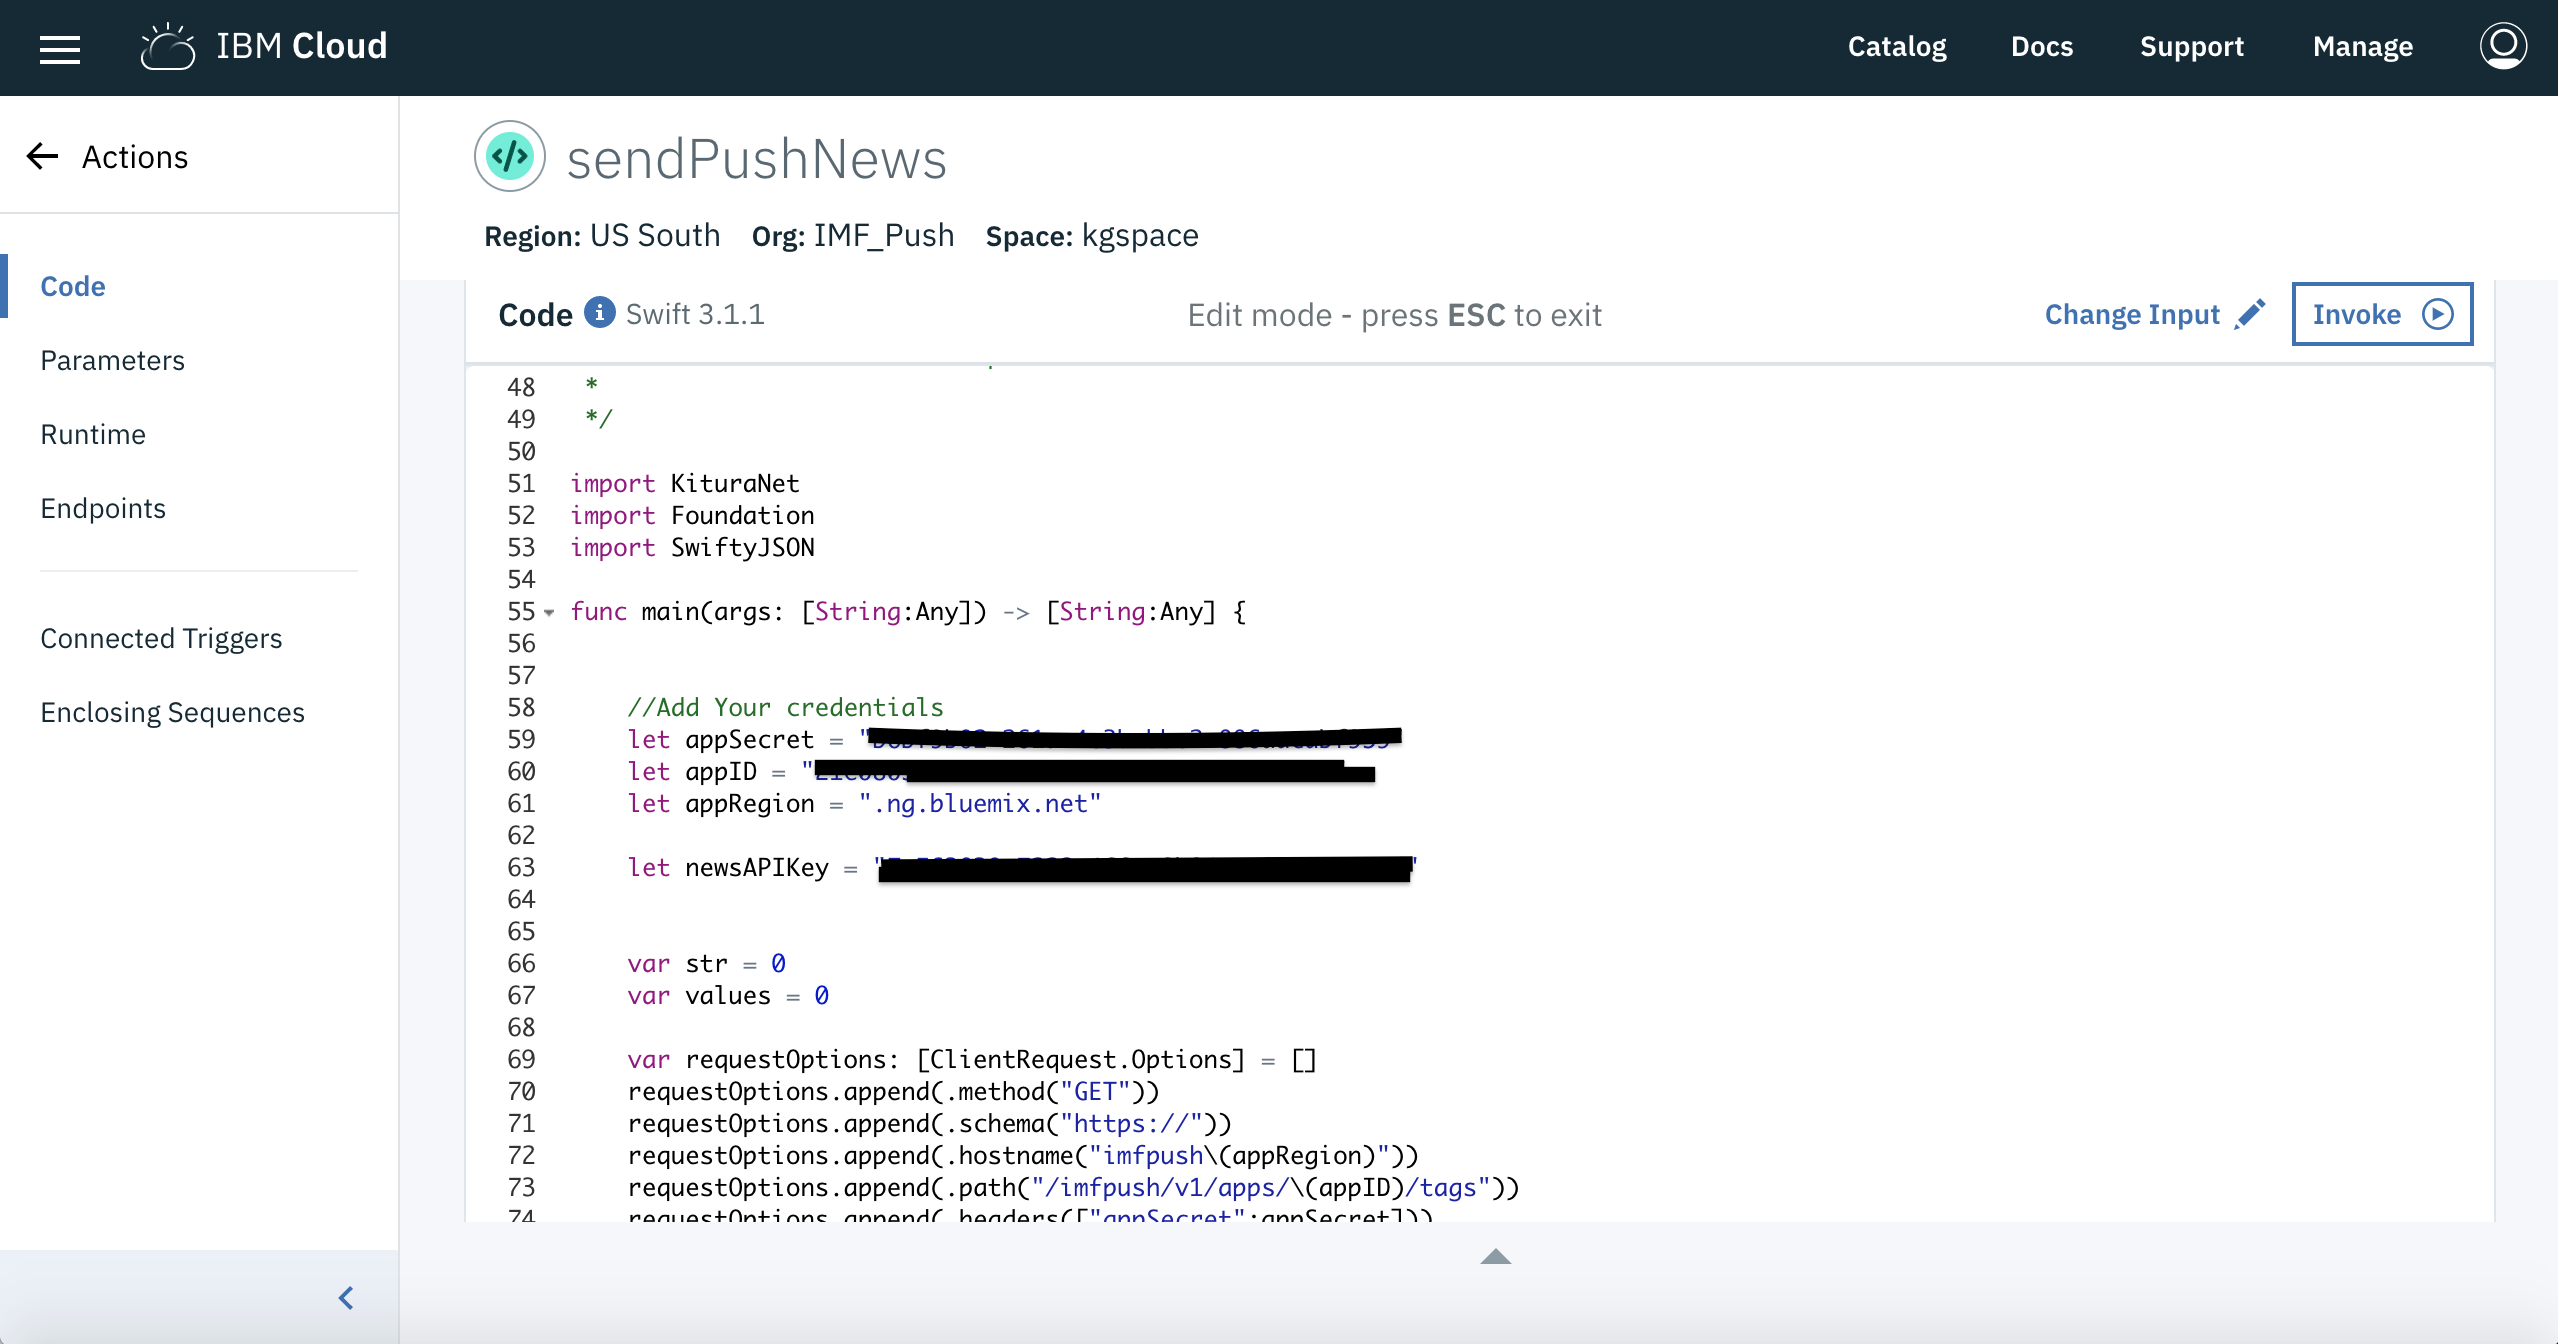 IBM Cloud
Catalog
Docs
Support
Manage
Actions
Code
Parameters
Runtime
Endpoints
Connected Triggers
Enclosing Sequences
</> sendPushNews
Region: US South Org: IMF_Push Space: kgspace
Code i Swift 3.1.1
Edit mode - press ESC to exit
Change Input
Invoke
48 *
49 */
50
51 import KituraNet
52 import Foundation
53 import SwiftyJSON
54
55 func main(args: [String:Any]) -> [String:Any] {
56
57
58 //Add Your credentials
59 let appSecret = "
60 let appID = "
61 let appRegion = ".ng.bluemix.net"
62
63 let newsAPIKey = "
64
65
66 var str = 0
67 var values = 0
68
69 var requestOptions: [ClientRequest.Options] = []
70 requestOptions.append(.method("GET"))
71 requestOptions.append(.schema("https://"))
72 requestOptions.append(.hostname("imfpush\(appRegion)"))
73 requestOptions.append(.path("/imfpush/v1/apps/\(appID)/tags"))
74 requestOptions.append(.headers(["appSecret":appSecret]))